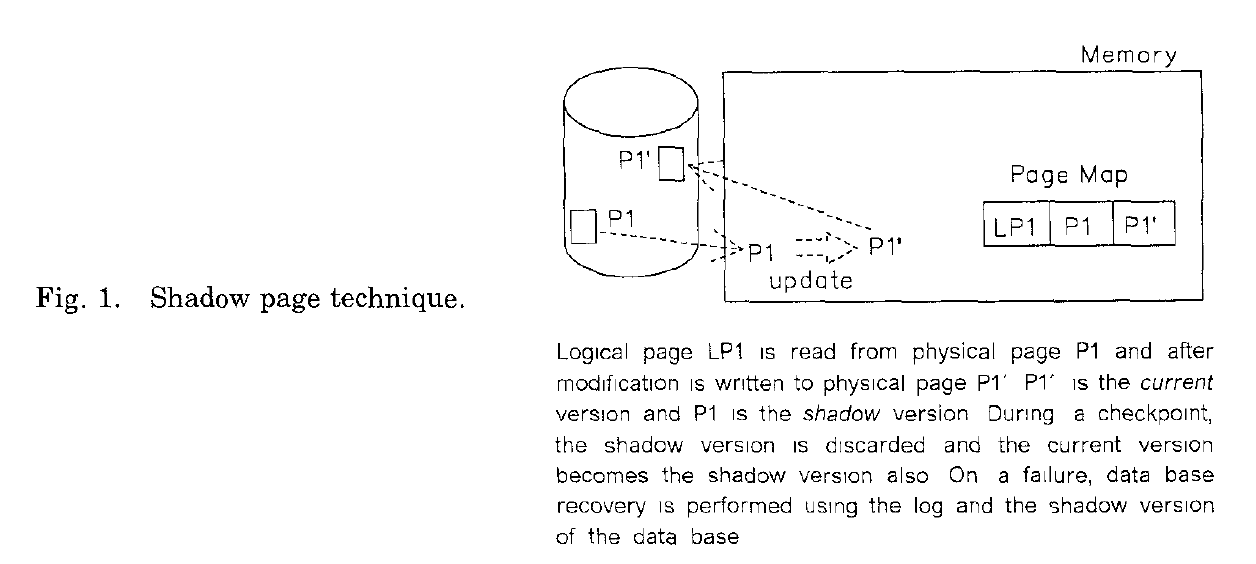 Memory
P1'
Page Map
P1
LP1 P1 P1'
P1 P1'
update
Fig. 1. Shadow page technique.
Logical page LP1 is read from physical page P1 and after
modification is written to physical page P1' P1' is the current
version and P1 is the shadow version During a checkpoint,
the shadow version is discarded and the current version
becomes the shadow version also On a failure, data base
recovery is performed using the log and the shadow version
of the data base